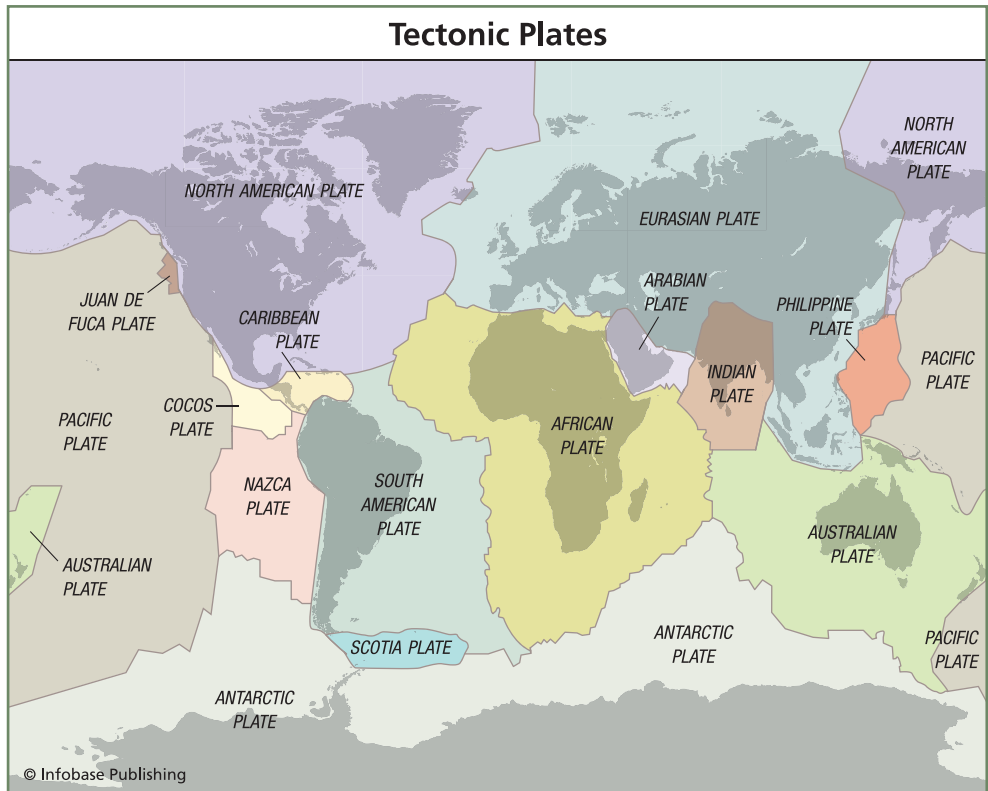 Tectonic Plates
NORTH
AMERICAN
PLATE
NORTH AMERICAN PLATE
EURASIAN PLATE
ARABIAN
PLATE
PHILIPPINE
PLATE
JUAN DE
FUCA PLATE
CARIBBEAN
PLATE
PACIFIC
PLATE
INDIAN
PLATE
COCOS
PLATE
PACIFIC
PLATE
AFRICAN
PLATE
NAZCA
PLATE
SOUTH
AMERICAN
PLATE
AUSTRALIAN
PLATE
AUSTRALIAN
PLATE
SCOTIA PLATE
ANTARCTIC
PLATE
PACIFIC
PLATE
ANTARCTIC
PLATE
© Infobase Publishing